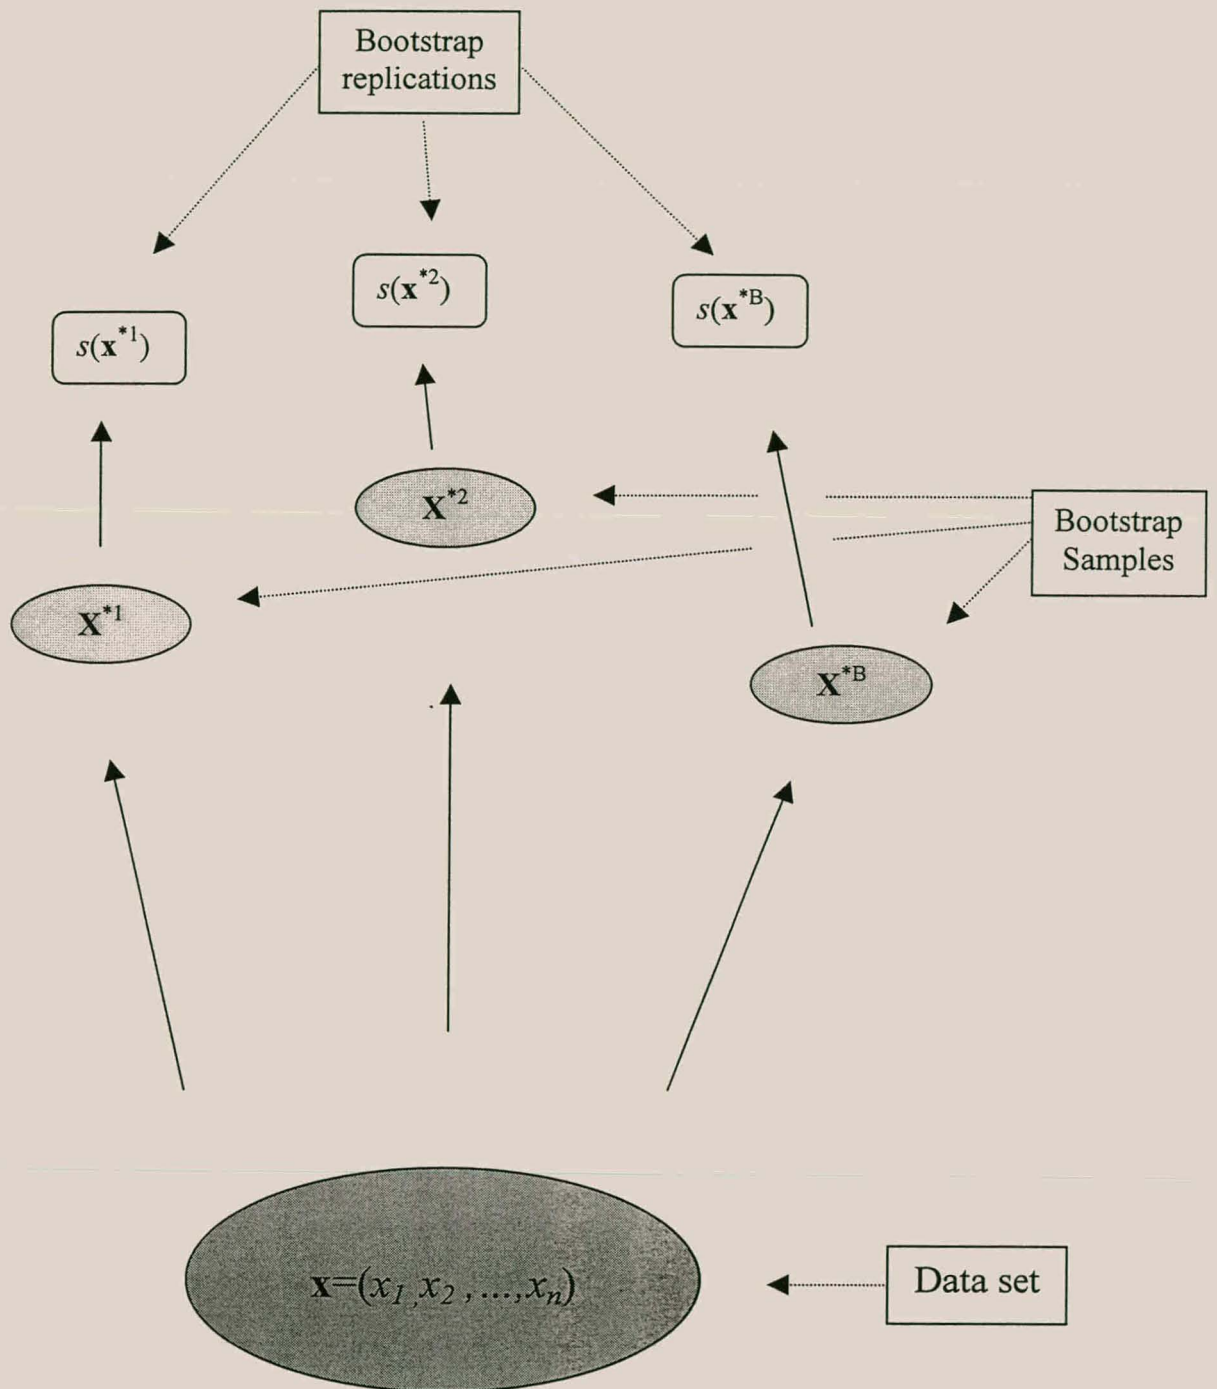 Bootstrap
replications
s(x*2)
s(x*B)
s(x*1)
X*2
Bootstrap
Samples
X*1
X*B
x=(x1,x2,...,xn)
Data set